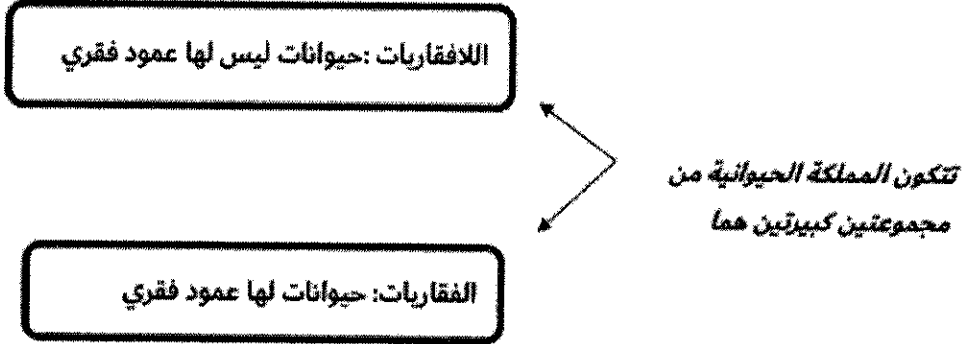 تتكون المملكة الحيوانية من
مجموعتين كبيرتين هما
اللافقاريات :حيوانات ليس لها عمود فقري
الفقاريات: حيوانات لها عمود فقري